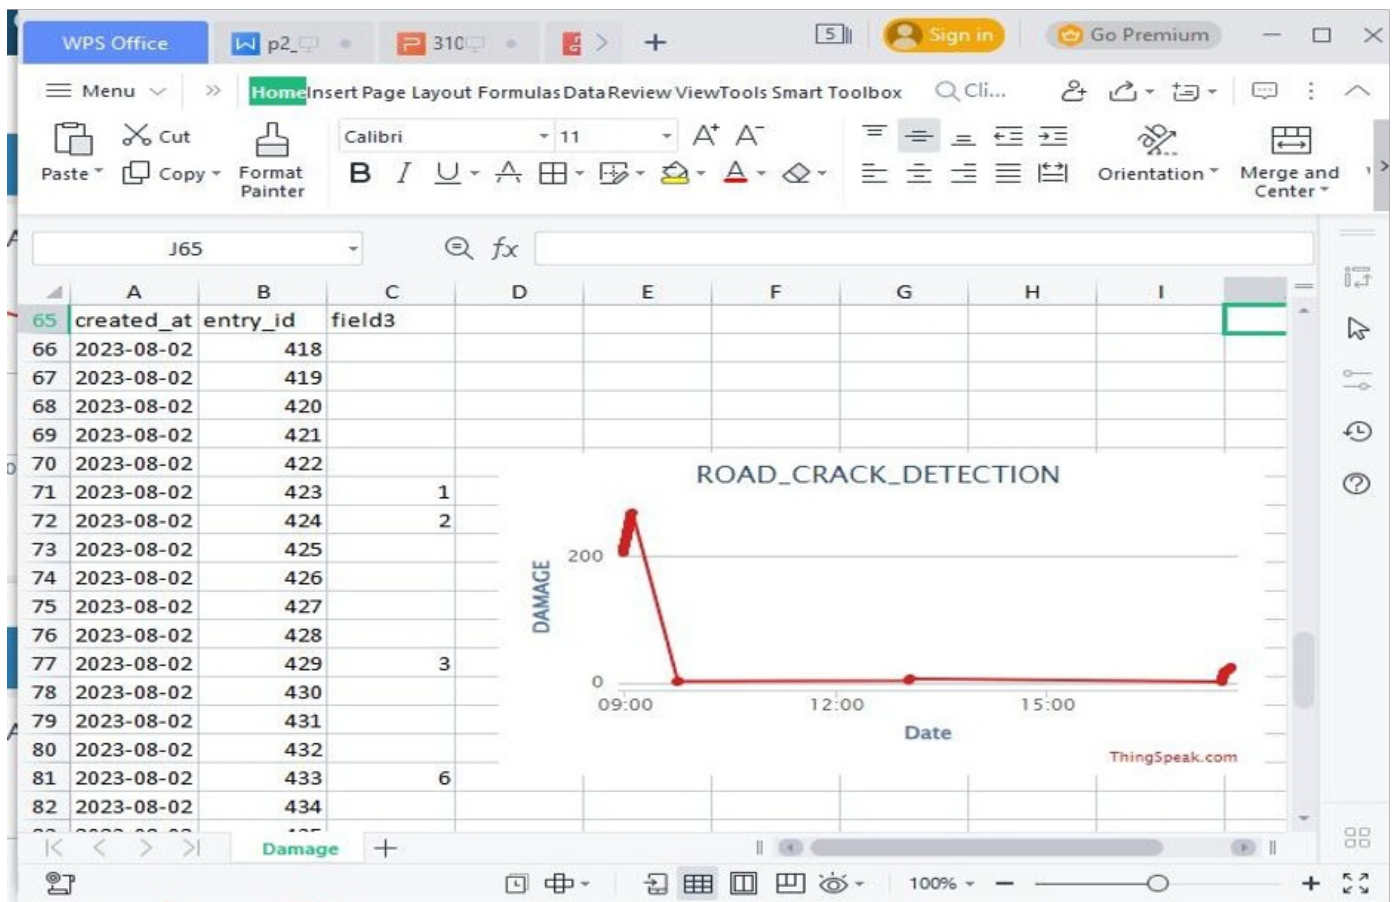 WPS Office p2_ 310 5 Sign in Go Premium
Menu Home Insert Page Layout Formulas Data Review View Tools Smart Toolbox Cli...
Cut Calibri 11 A+ A-
Paste Copy Format Painter B I U A A Orientation Merge and Center
J65 fx
A B C D E F G H I
65 created_at entry_id field3
66 2023-08-02 418
67 2023-08-02 419
68 2023-08-02 420
69 2023-08-02 421
70 2023-08-02 422
71 2023-08-02 423 1
72 2023-08-02 424 2
73 2023-08-02 425
74 2023-08-02 426
75 2023-08-02 427
76 2023-08-02 428
77 2023-08-02 429 3
78 2023-08-02 430
79 2023-08-02 431
80 2023-08-02 432
81 2023-08-02 433 6
82 2023-08-02 434
ROAD_CRACK_DETECTION
DAMAGE
200
0
09:00 12:00 15:00
Date
ThingSpeak.com
Damage
100%